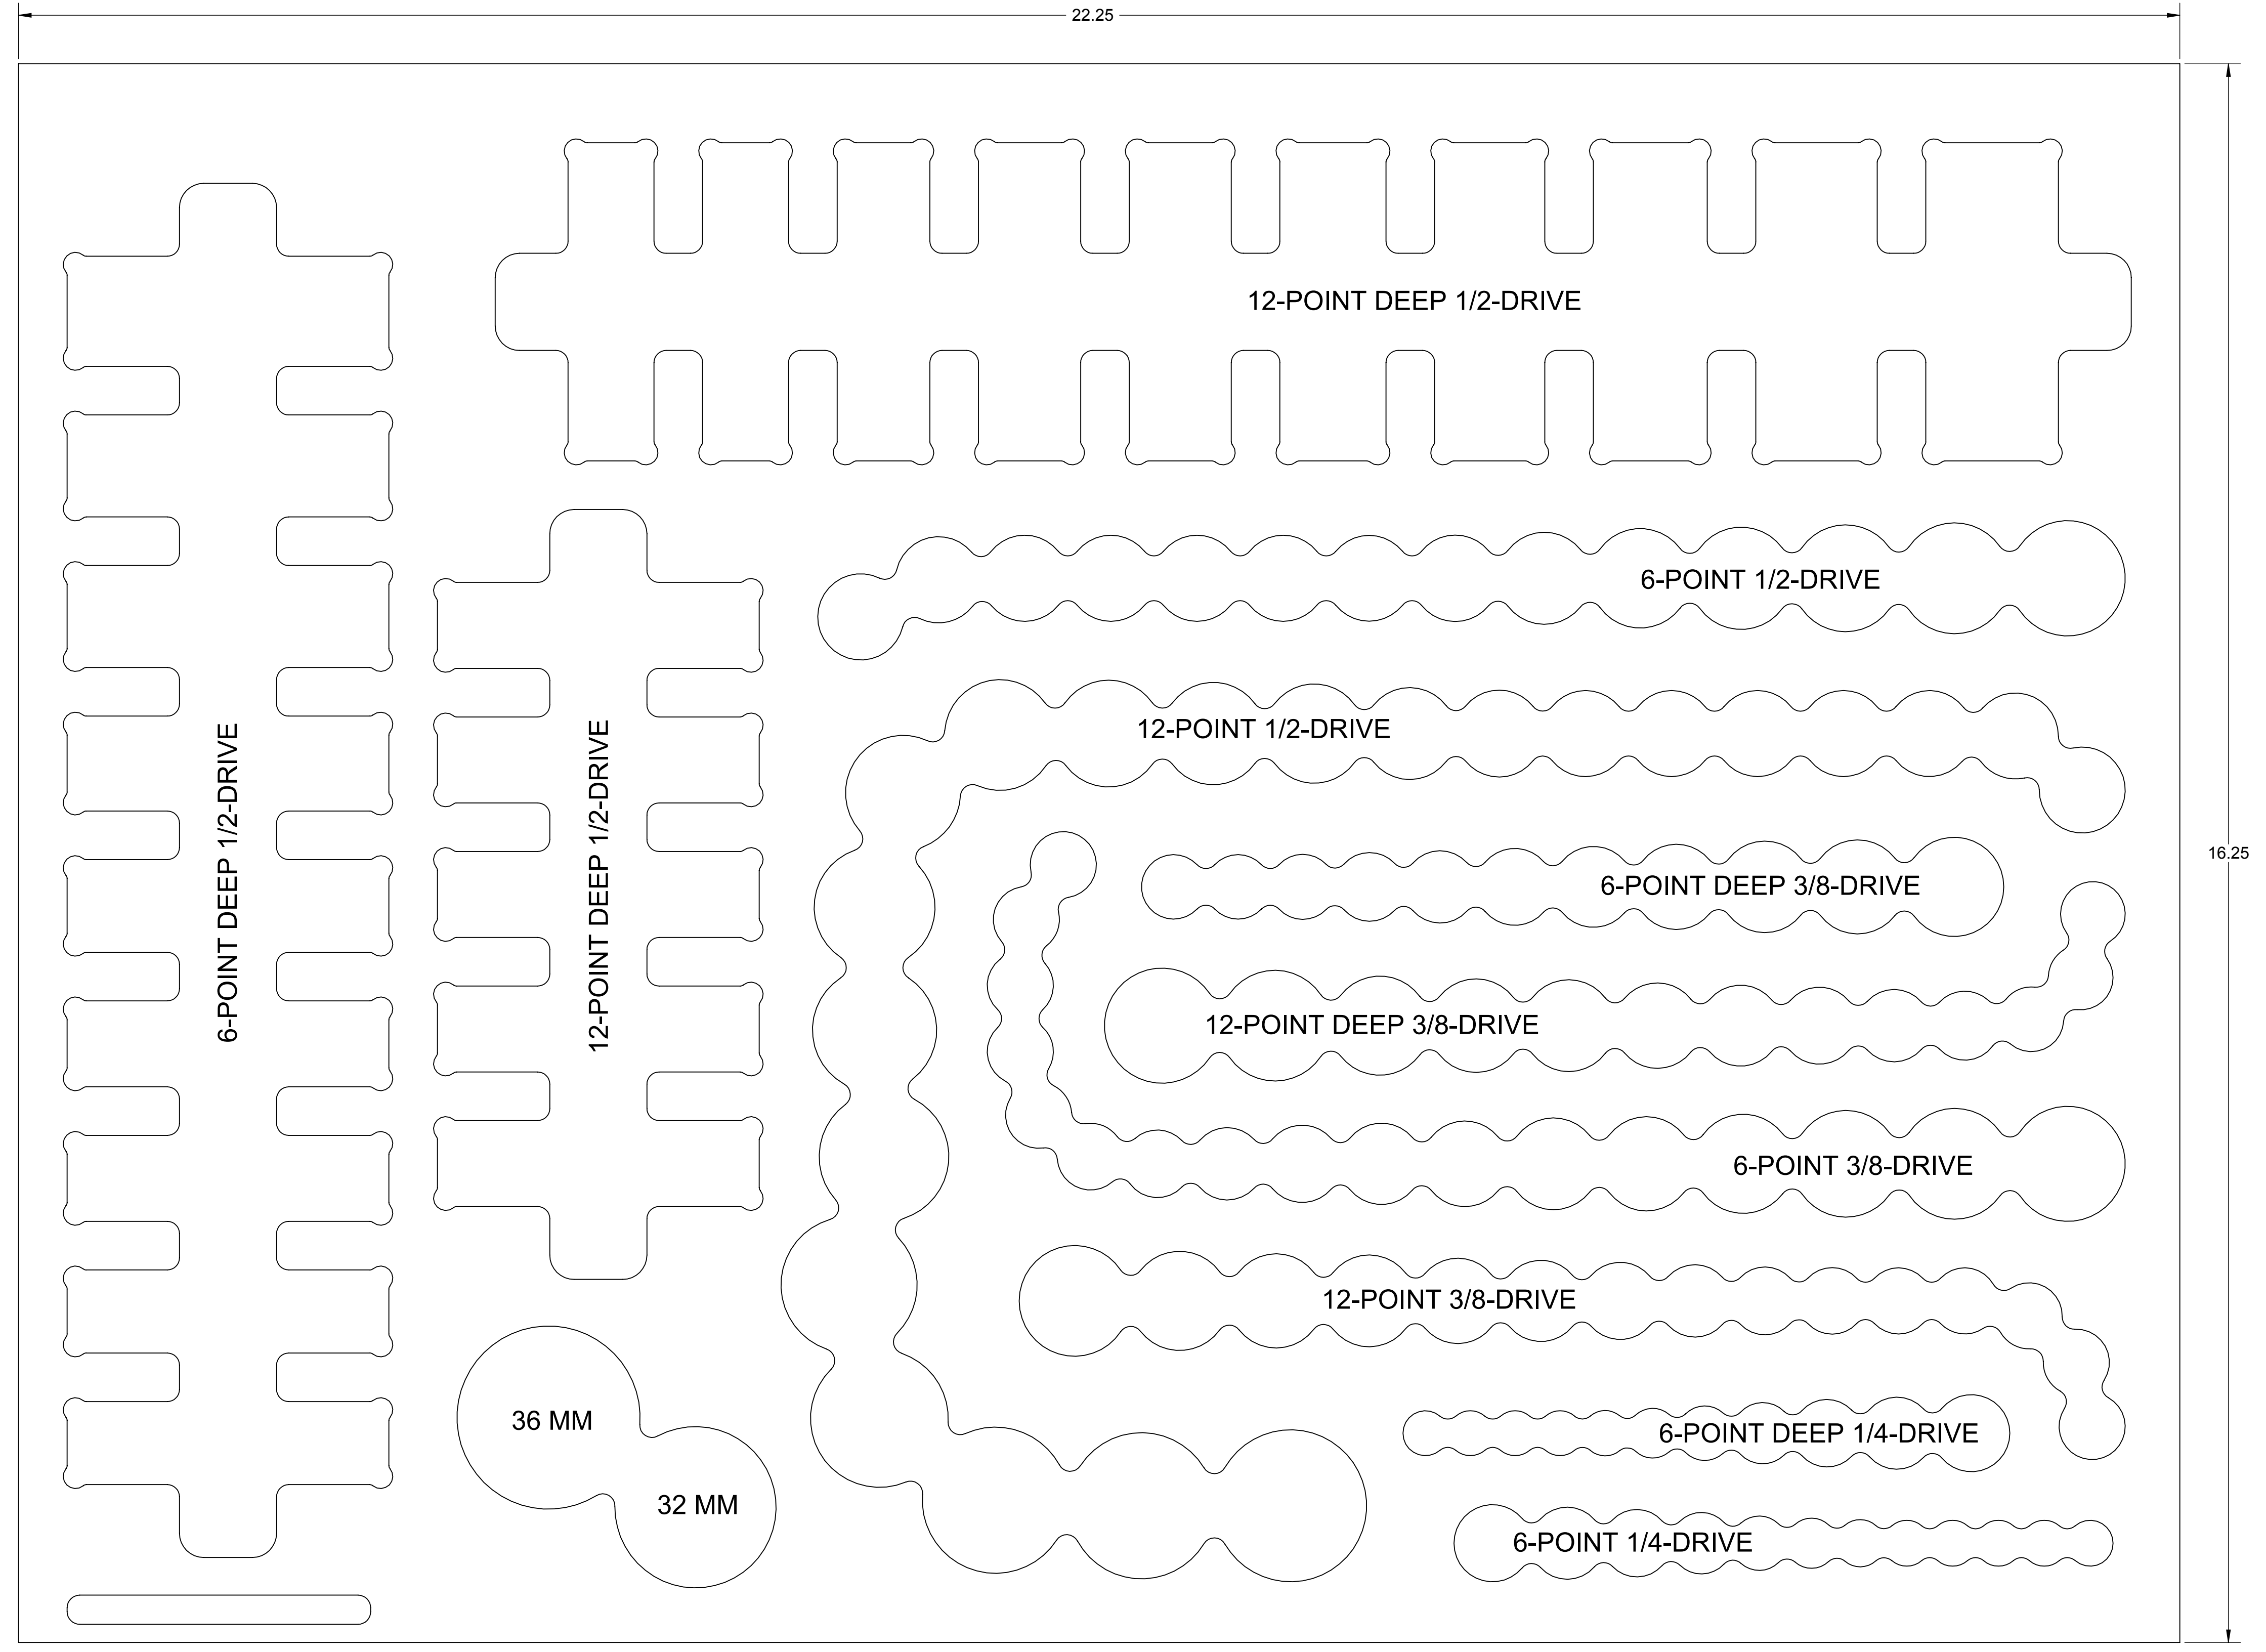 22.25
12-POINT DEEP 1/2-DRIVE
6-POINT 1/2-DRIVE
12-POINT 1/2-DRIVE
16.25
6-POINT DEEP 1/2-DRIVE
12-POINT DEEP 1/2-DRIVE
6-POINT DEEP 3/8-DRIVE
12-POINT DEEP 3/8-DRIVE
6-POINT 3/8-DRIVE
12-POINT 3/8-DRIVE
36 MM
6-POINT DEEP 1/4-DRIVE
32 MM
6-POINT 1/4-DRIVE